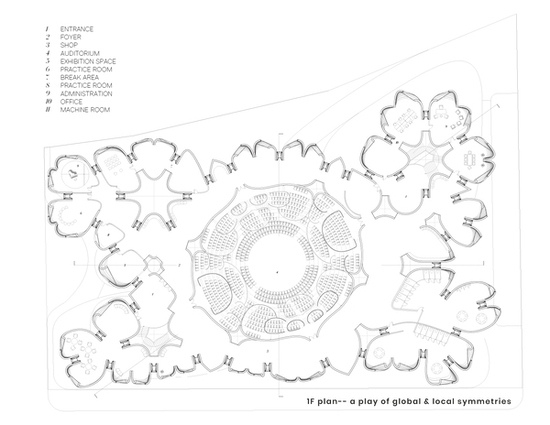 1 ENTRANCE
2 FOYER
3 SHOP
4 AUDITORIUM
5 EXHIBITION SPACE
6 PRACTICE ROOM
7 BREAK AREA
8 PRACTICE ROOM
9 ADMINISTRATION
10 OFFICE
11 MACHINE ROOM
1F plan-- a play of global & local symmetries